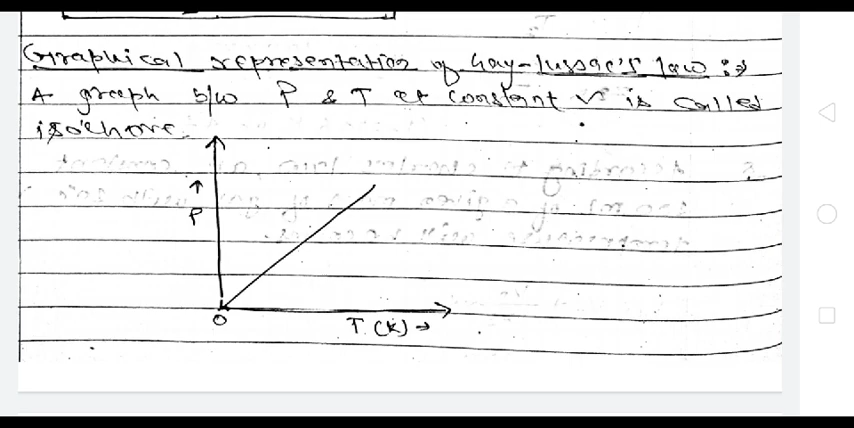 Graphical representation of Gay-Lussac's law :→
A graph b/w P & T at constant V is called
isochore.
↑
P
O
T (K) →